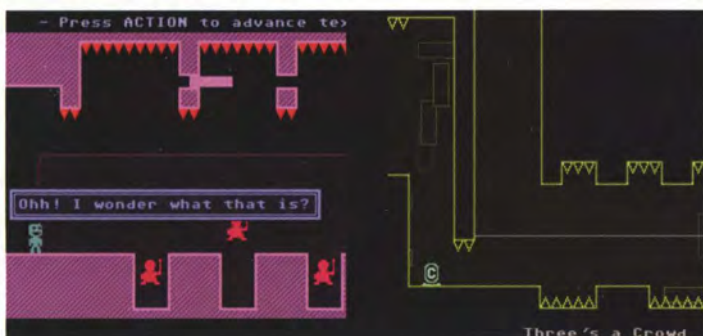 - Press ACTION to advance tex
Ohh! I wonder what that is?
C
Three's a Crowd